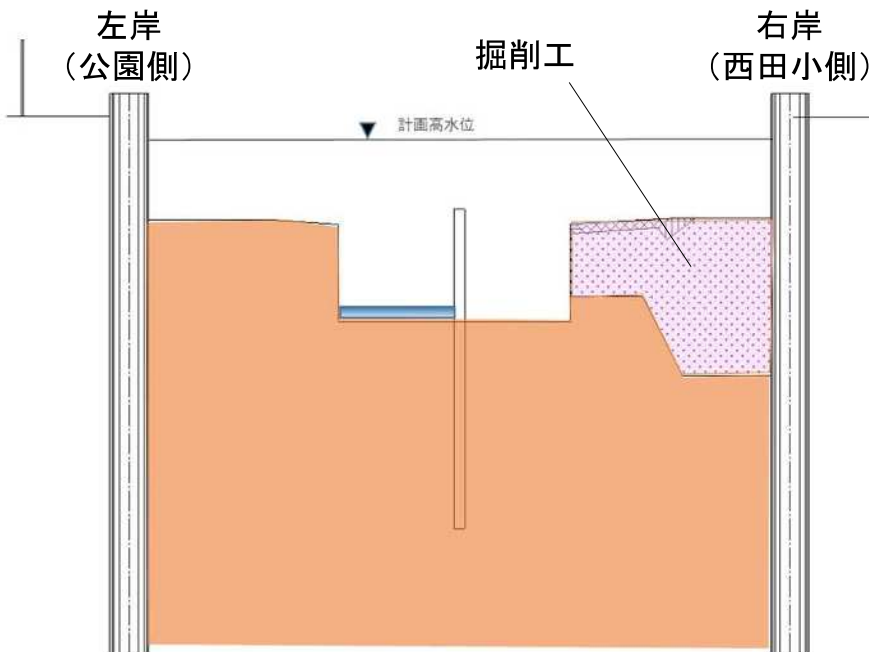 左岸
（公園側）
掘削工
右岸
（西田小側）
計画高水位